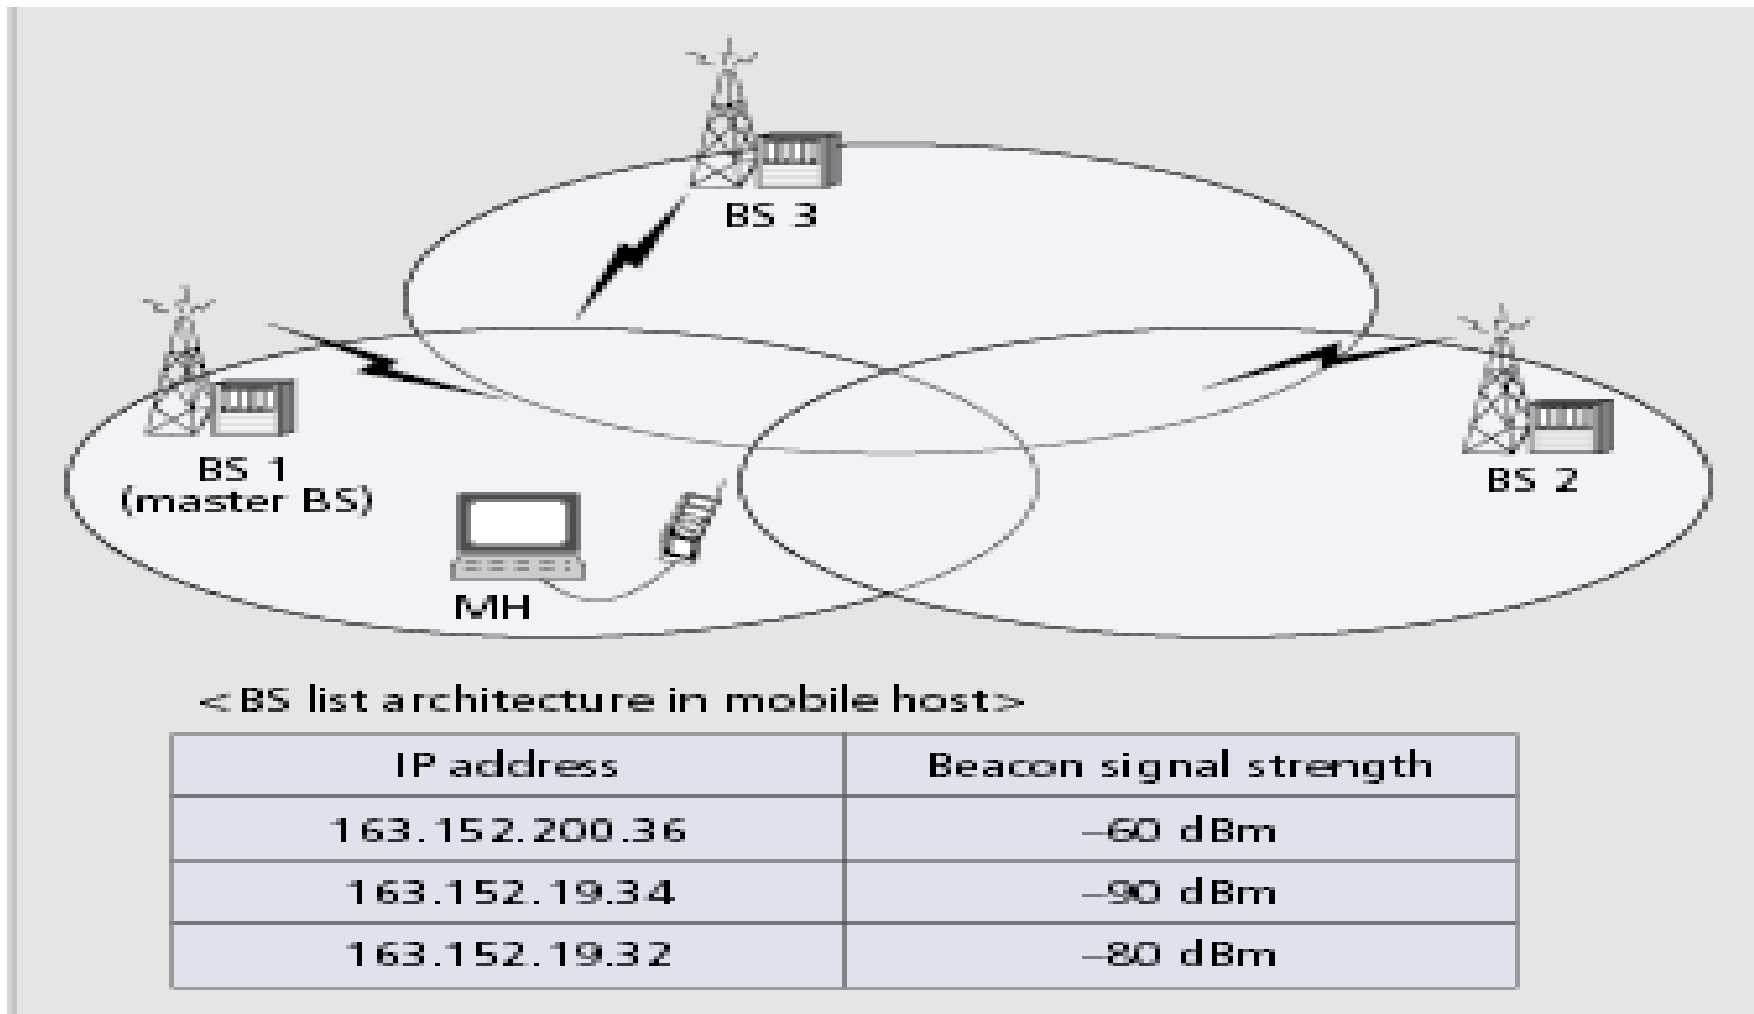 BS 3
BS 1
(master BS)
BS 2
MH
<BS list architecture in mobile host>
IP address Beacon signal strength
163.152.200.36 –60 dBm
163.152.19.34 –90 dBm
163.152.19.32 –80 dBm